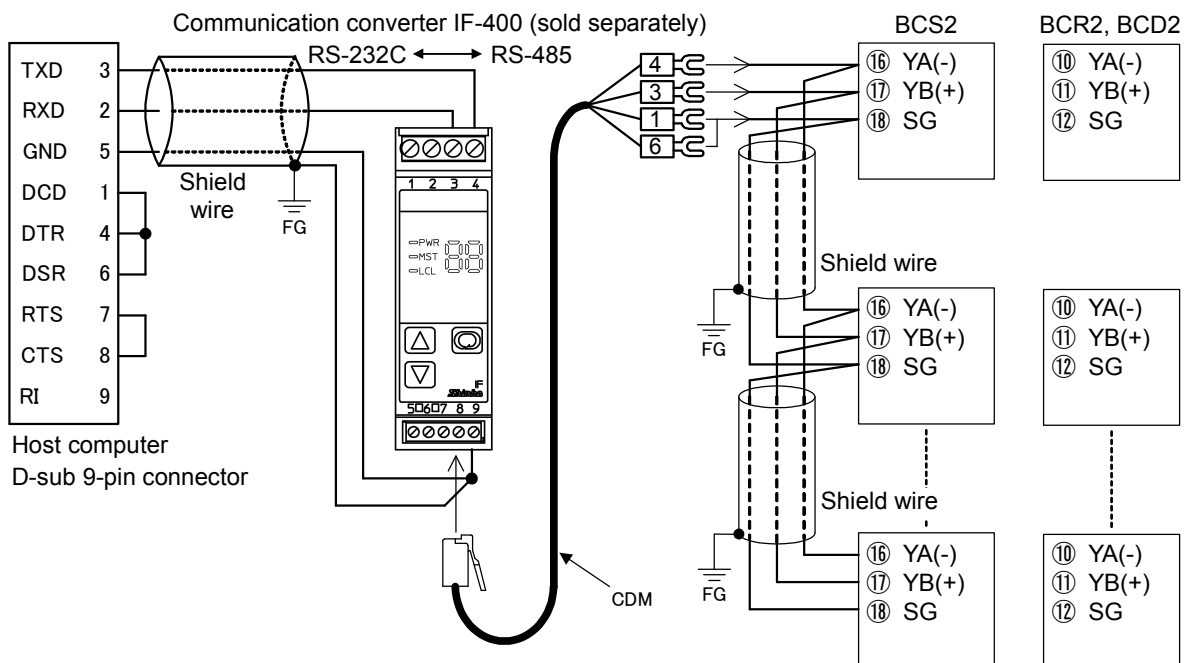 Communication converter IF-400 (sold separately)
RS-232C RS-485
BCS2
BCR2, BCD2
TXD 3
RXD 2
GND 5
DCD 1
DTR 4
DSR 6
RTS 7
CTS 8
RI 9
Host computer
D-sub 9-pin connector
Shield
wire
FG
1 2 3 4
PWR
MST
LCL
88
IF
Shinko
5 6 7 8 9
CDM
4
3
1
6
⑯ YA(-)
⑰ YB(+)
⑱ SG
⑩ YA(-)
⑪ YB(+)
⑫ SG
Shield wire
FG
⑯ YA(-)
⑰ YB(+)
⑱ SG
⑩ YA(-)
⑪ YB(+)
⑫ SG
Shield wire
FG
⑯ YA(-)
⑰ YB(+)
⑱ SG
⑩ YA(-)
⑪ YB(+)
⑫ SG